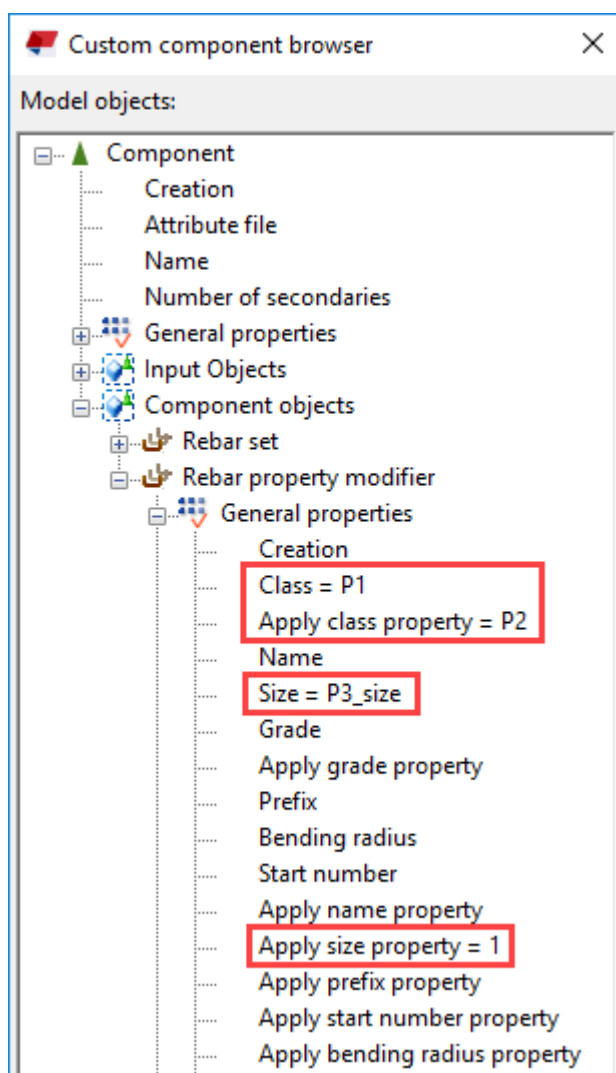 Custom component browser
Model objects:
Component
Creation
Attribute file
Name
Number of secondaries
General properties
Input Objects
Component objects
Rebar set
Rebar property modifier
General properties
Creation
Class = P1
Apply class property = P2
Name
Size = P3_size
Grade
Apply grade property
Prefix
Bending radius
Start number
Apply name property
Apply size property = 1
Apply prefix property
Apply start number property
Apply bending radius property